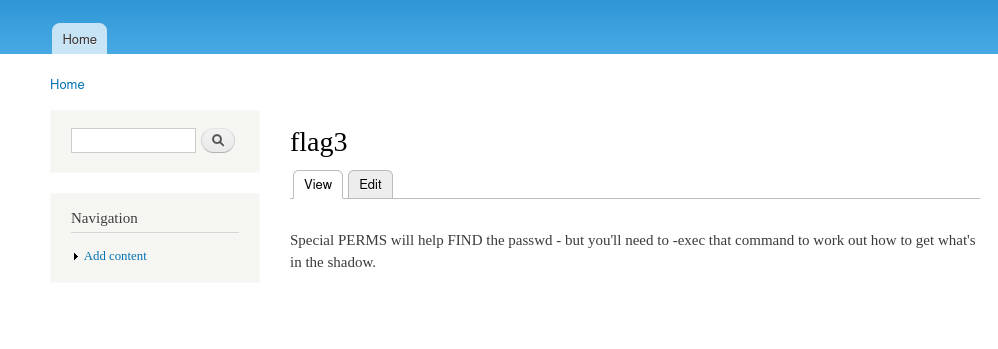 Home
Home
flag3
View Edit
Navigation
Add content
Special PERMS will help FIND the passwd - but you'll need to -exec that command to work out how to get what's
in the shadow.